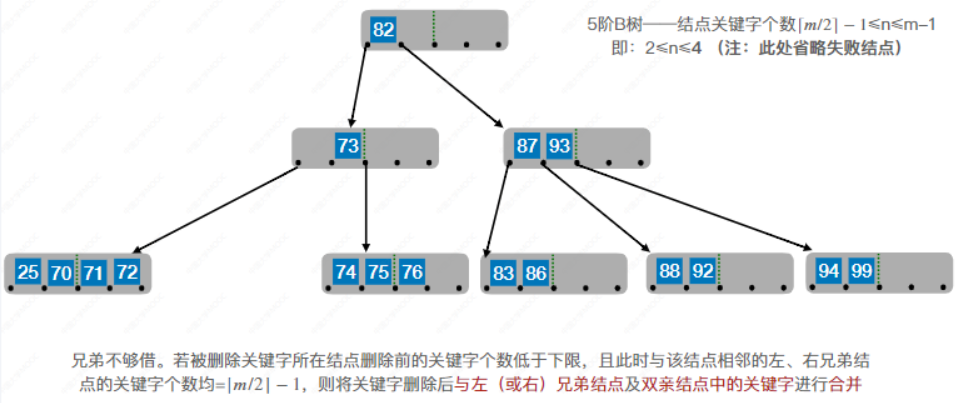 82
5阶B树——结点关键字个数⌈m/2⌉ − 1≤n≤m-1
即：2≤n≤4 （注：此处省略失败结点）
73
87 93
25 70 71 72
74 75 76
83 86
88 92
94 99
兄弟不够借。若被删除关键字所在结点删除前的关键字个数低于下限，且此时与该结点相邻的左、右兄弟结
点的关键字个数均=⌈m/2⌉ − 1，则将关键字删除后与左（或右）兄弟结点及双亲结点中的关键字进行合并